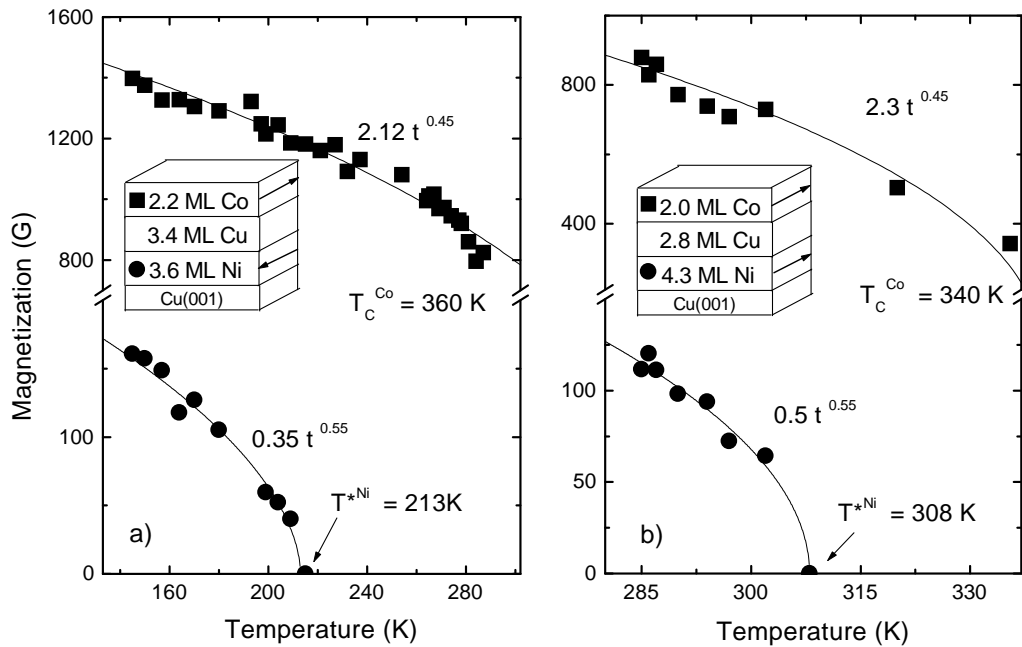 Magnetization (G)
1600
1200
800
100
0
160
200
240
280
Temperature (K)
2.12 t^0.45
2.2 ML Co
3.4 ML Cu
3.6 ML Ni
Cu(001)
T_C^Co = 360 K
0.35 t^0.55
T*^Ni = 213K
a)
800
400
100
50
0
285
300
315
330
Temperature (K)
2.3 t^0.45
2.0 ML Co
2.8 ML Cu
4.3 ML Ni
Cu(001)
T_C^Co = 340 K
0.5 t^0.55
T*^Ni = 308 K
b)